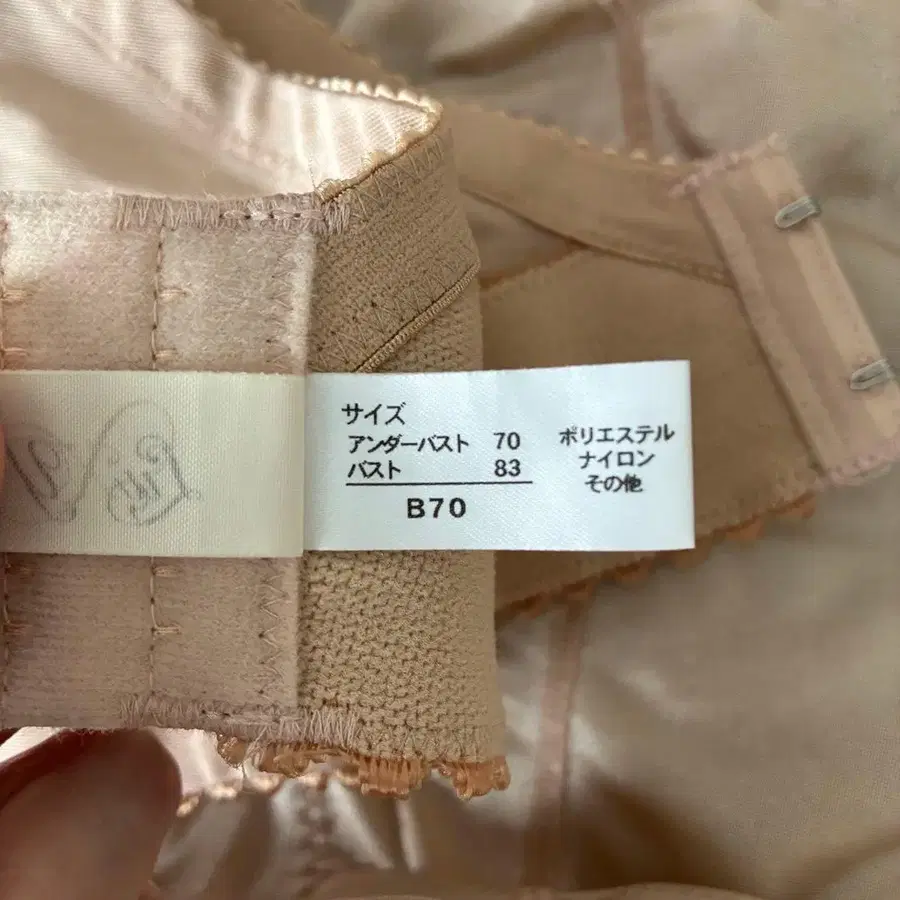 サイズ
アンダーバスト 70
バスト 83
B70
ポリエステル
ナイロン
その他